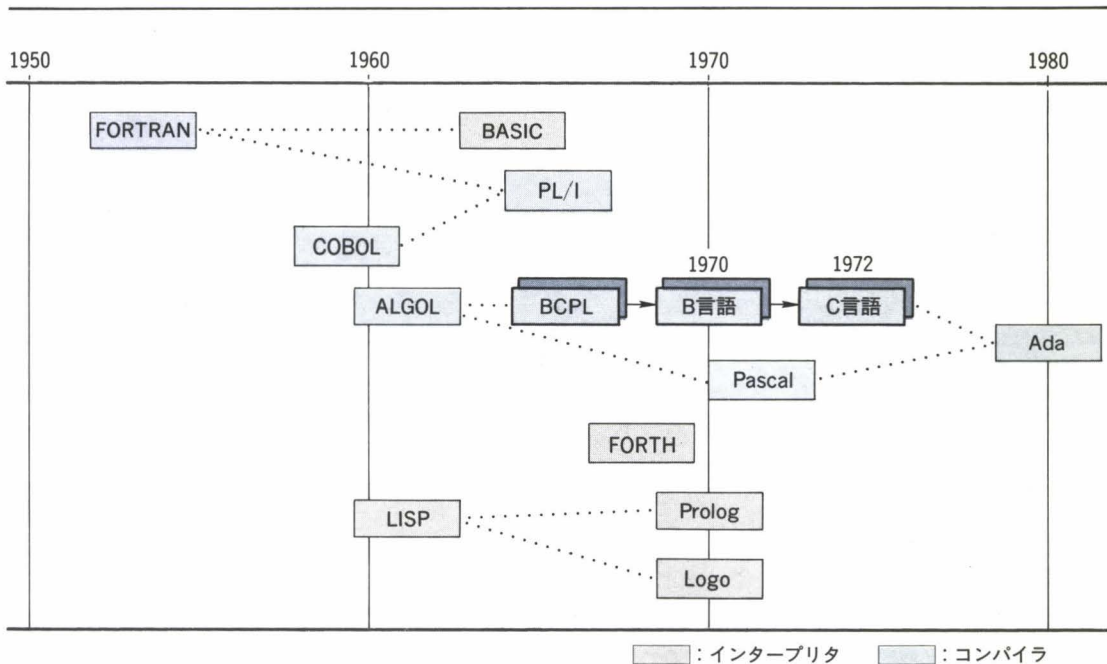 1950 1960 1970 1980
FORTRAN BASIC
PL/I
COBOL
1970 1972
ALGOL BCPL B言語 C言語
Ada
Pascal
FORTH
LISP Prolog
Logo
:インタープリタ :コンパイラ